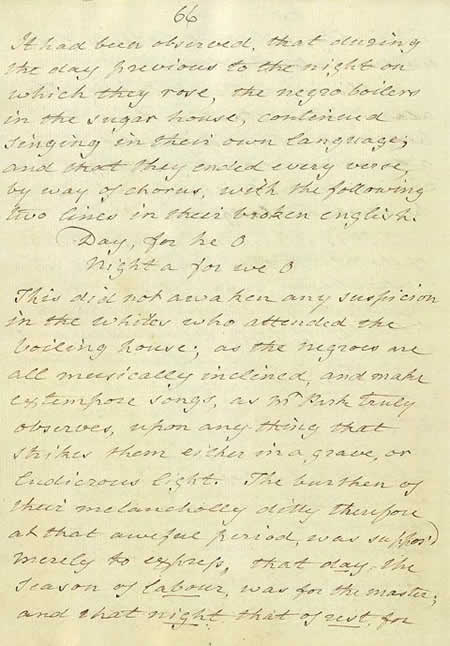 66
It had been observed, that during
the day previous to the night on
which they rose, the negro boilers
in the sugar house, continued
singing in their own language;
and that they ended every verse,
by way of chorus, with the following
two lines in their broken english.
Day, for he O
Night a for we O
This did not awaken any suspicion
in the whites who attended the
boiling house; as the negroes are
all musically inclined, and make
extempore songs, as Mr Park truly
observes, upon any thing that
strikes them either in a grave, or
ludicrous light. The burthen of
their melancholly ditty therefore
at that aweful period, was suppos'd
merely to express, that day, the
season of labour, was for the master;
and that night, that of rest, for